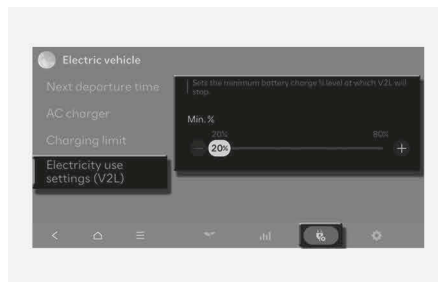 Electric vehicle
Next departure time
AC charger
Charging limit
Electricity use
settings (V2L)
Sets the minimum battery charge % level at which V2L will
stop.
Min. %
20%
80%
20%